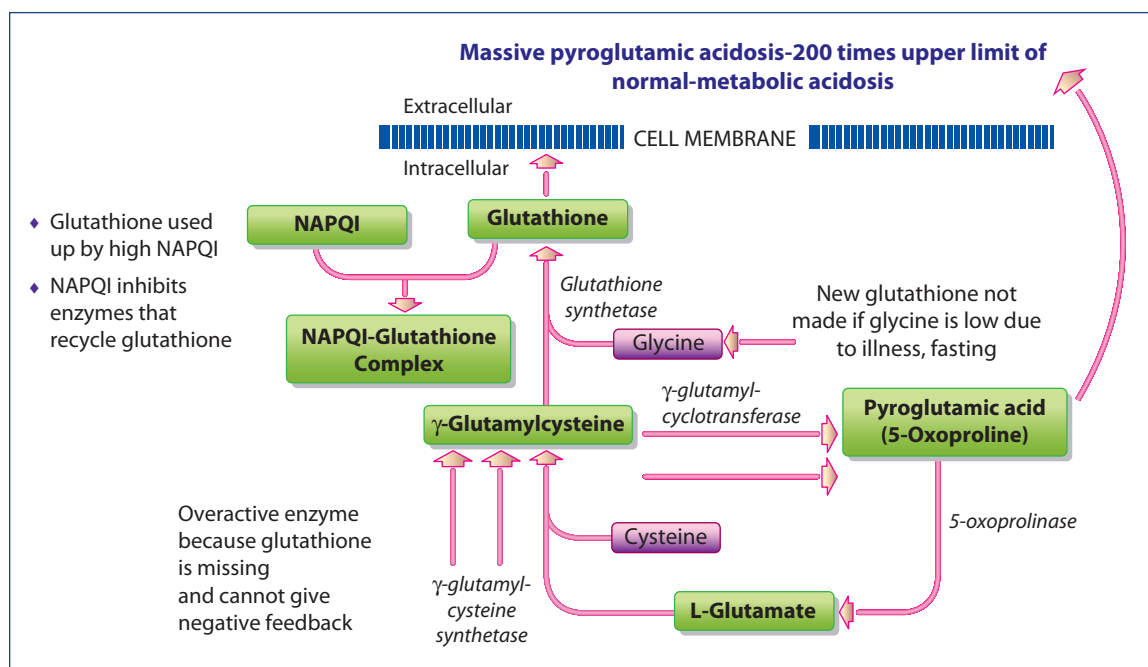 Massive pyroglutamic acidosis-200 times upper limit of
normal-metabolic acidosis
Extracellular
CELL MEMBRANE
Intracellular
♦ Glutathione used
up by high NAPQI
♦ NAPQI inhibits
enzymes that
recycle glutathione
NAPQI
Glutathione
NAPQI-Glutathione
Complex
Glutathione
synthetase
Glycine
New glutathione not
made if glycine is low due
to illness, fasting
γ-Glutamylcysteine
γ-glutamyl-
cyclotransferase
Pyroglutamic acid
(5-Oxoproline)
Overactive enzyme
because glutathione
is missing
and cannot give
negative feedback
γ-glutamyl-
cysteine
synthetase
Cysteine
5-oxoprolinase
L-Glutamate